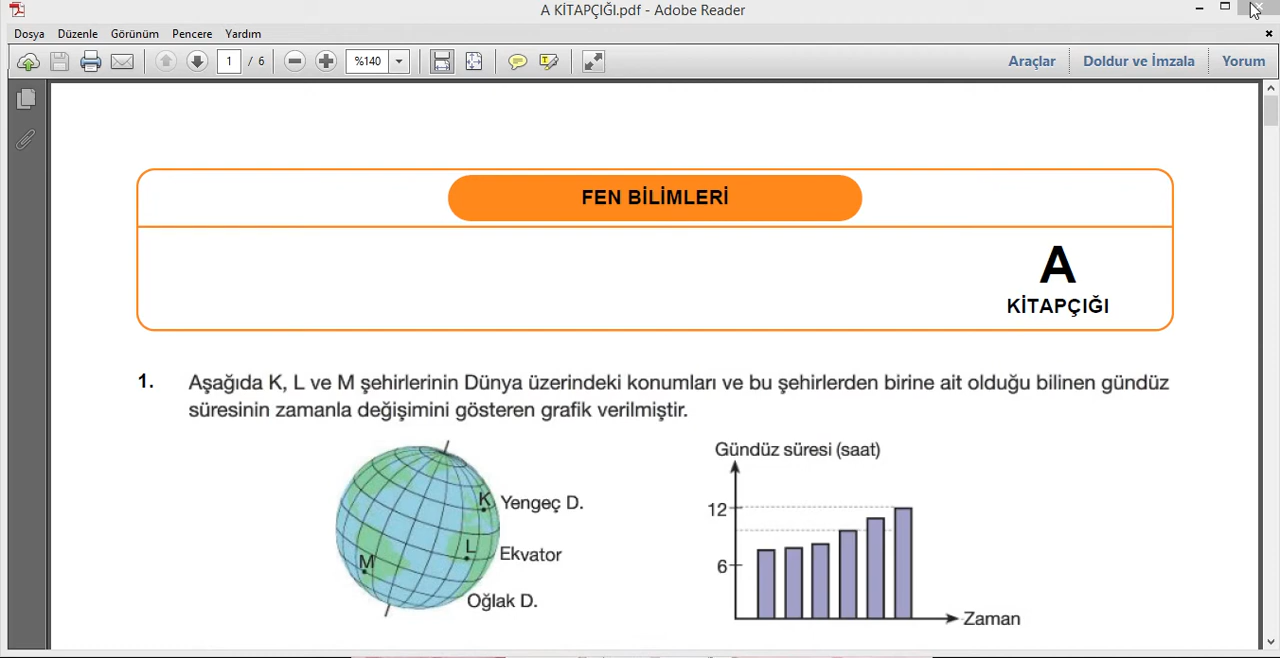 A KİTAPÇIĞI.pdf - Adobe Reader
Dosya Düzenle Görünüm Pencere Yardım
1 / 6 %140 Araçlar Doldur ve İmzala Yorum
FEN BİLİMLERİ
A
KİTAPÇIĞI
1. Aşağıda K, L ve M şehirlerinin Dünya üzerindeki konumları ve bu şehirlerden birine ait olduğu bilinen gündüz
süresinin zamanla değişimini gösteren grafik verilmiştir.
Gündüz süresi (saat)
K Yengeç D.
12
L Ekvator
M
6
Oğlak D.
Zaman